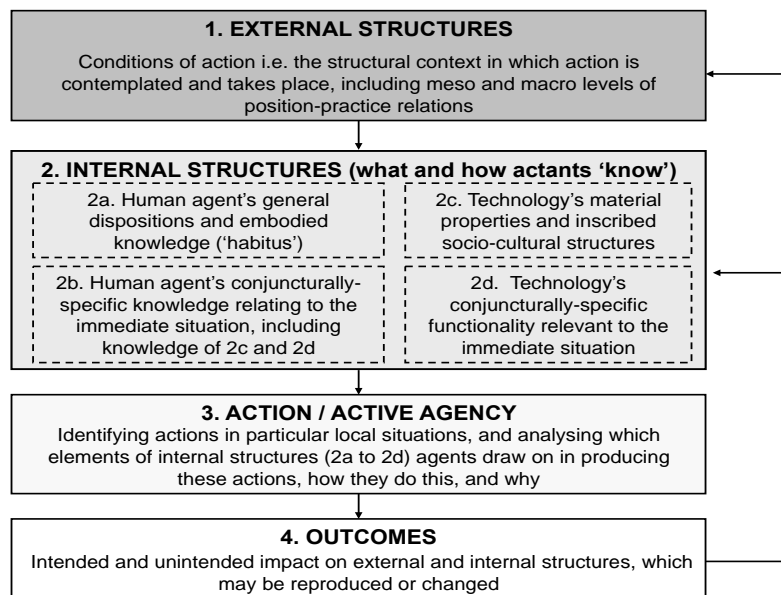 1. EXTERNAL STRUCTURES
Conditions of action i.e. the structural context in which action is
contemplated and takes place, including meso and macro levels of
position-practice relations
2. INTERNAL STRUCTURES (what and how actants ‘know’)
2a. Human agent’s general
dispositions and embodied
knowledge (‘habitus’)
2c. Technology’s material
properties and inscribed
socio-cultural structures
2b. Human agent’s conjuncturally-
specific knowledge relating to the
immediate situation, including
knowledge of 2c and 2d
2d. Technology’s
conjuncturally-specific
functionality relevant to the
immediate situation
3. ACTION / ACTIVE AGENCY
Identifying actions in particular local situations, and analysing which
elements of internal structures (2a to 2d) agents draw on in producing
these actions, how they do this, and why
4. OUTCOMES
Intended and unintended impact on external and internal structures, which
may be reproduced or changed